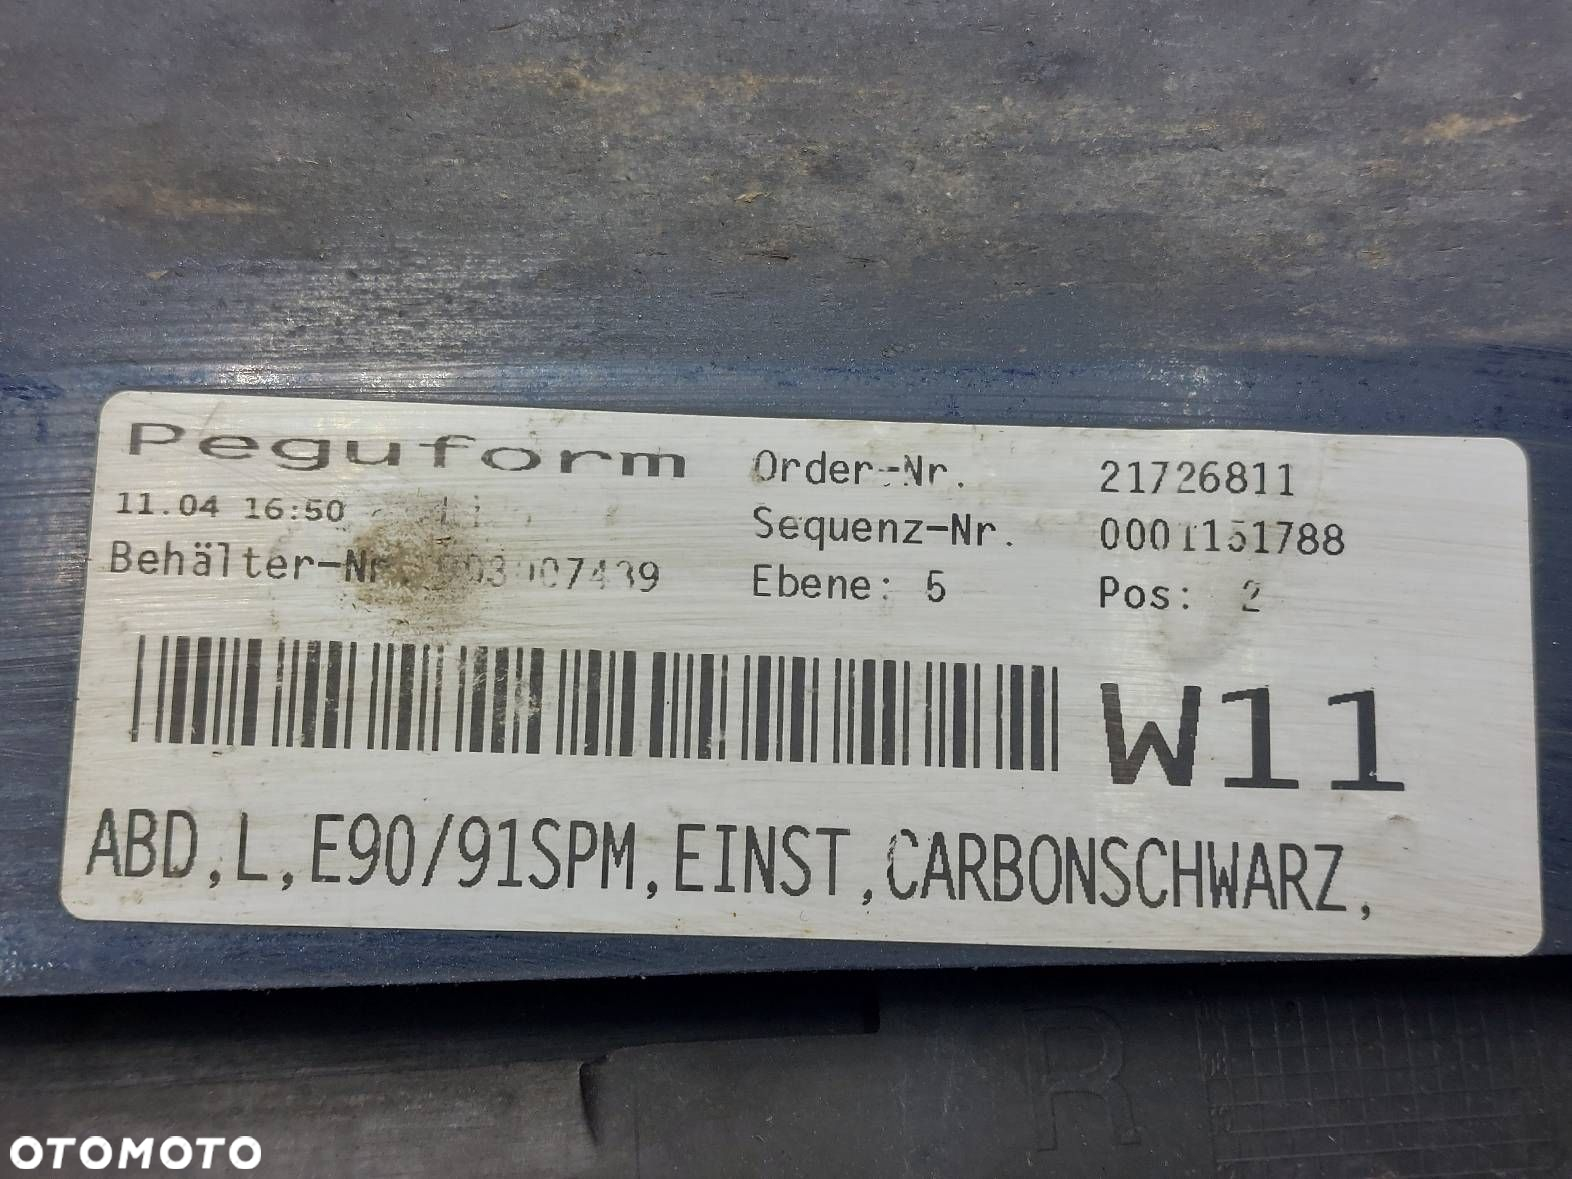 Peguform
11.04 16:50
Behälter-Nr.
Order-Nr. 21726811
Sequenz-Nr. 0001151788
Ebene: 5 Pos: 2
W11
ABD,L,E90/91SPM,EINST,CARBONSCHWARZ,
R
OTOMOTO